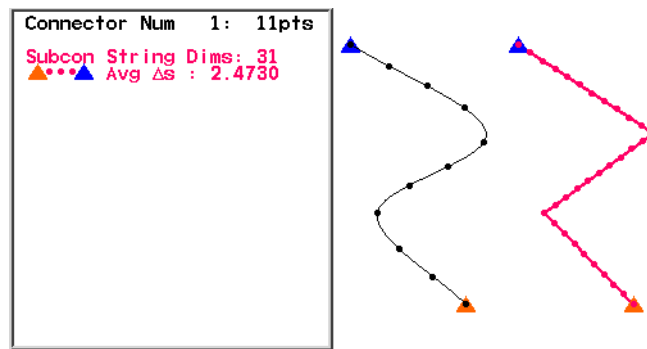 Connector Num 1: 11pts
Subcon String Dims: 31
Avg Δs : 2.4730